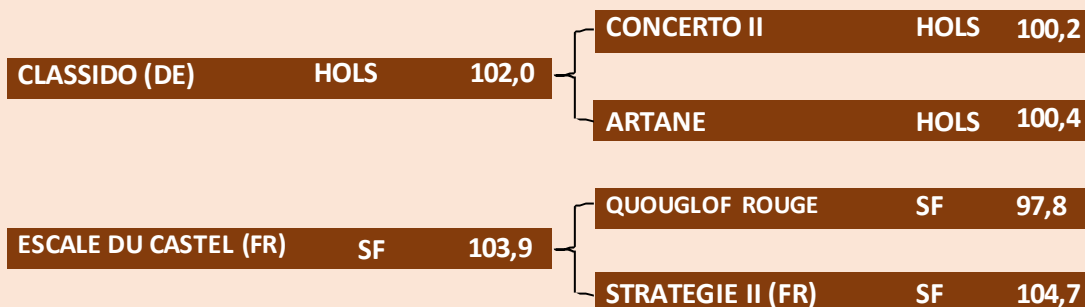 CONCERTO II HOLS 100,2
CLASSIDO (DE) HOLS 102,0
ARTANE HOLS 100,4
QUOUGLOF ROUGE SF 97,8
ESCALE DU CASTEL (FR) SF 103,9
STRATEGIE II (FR) SF 104,7